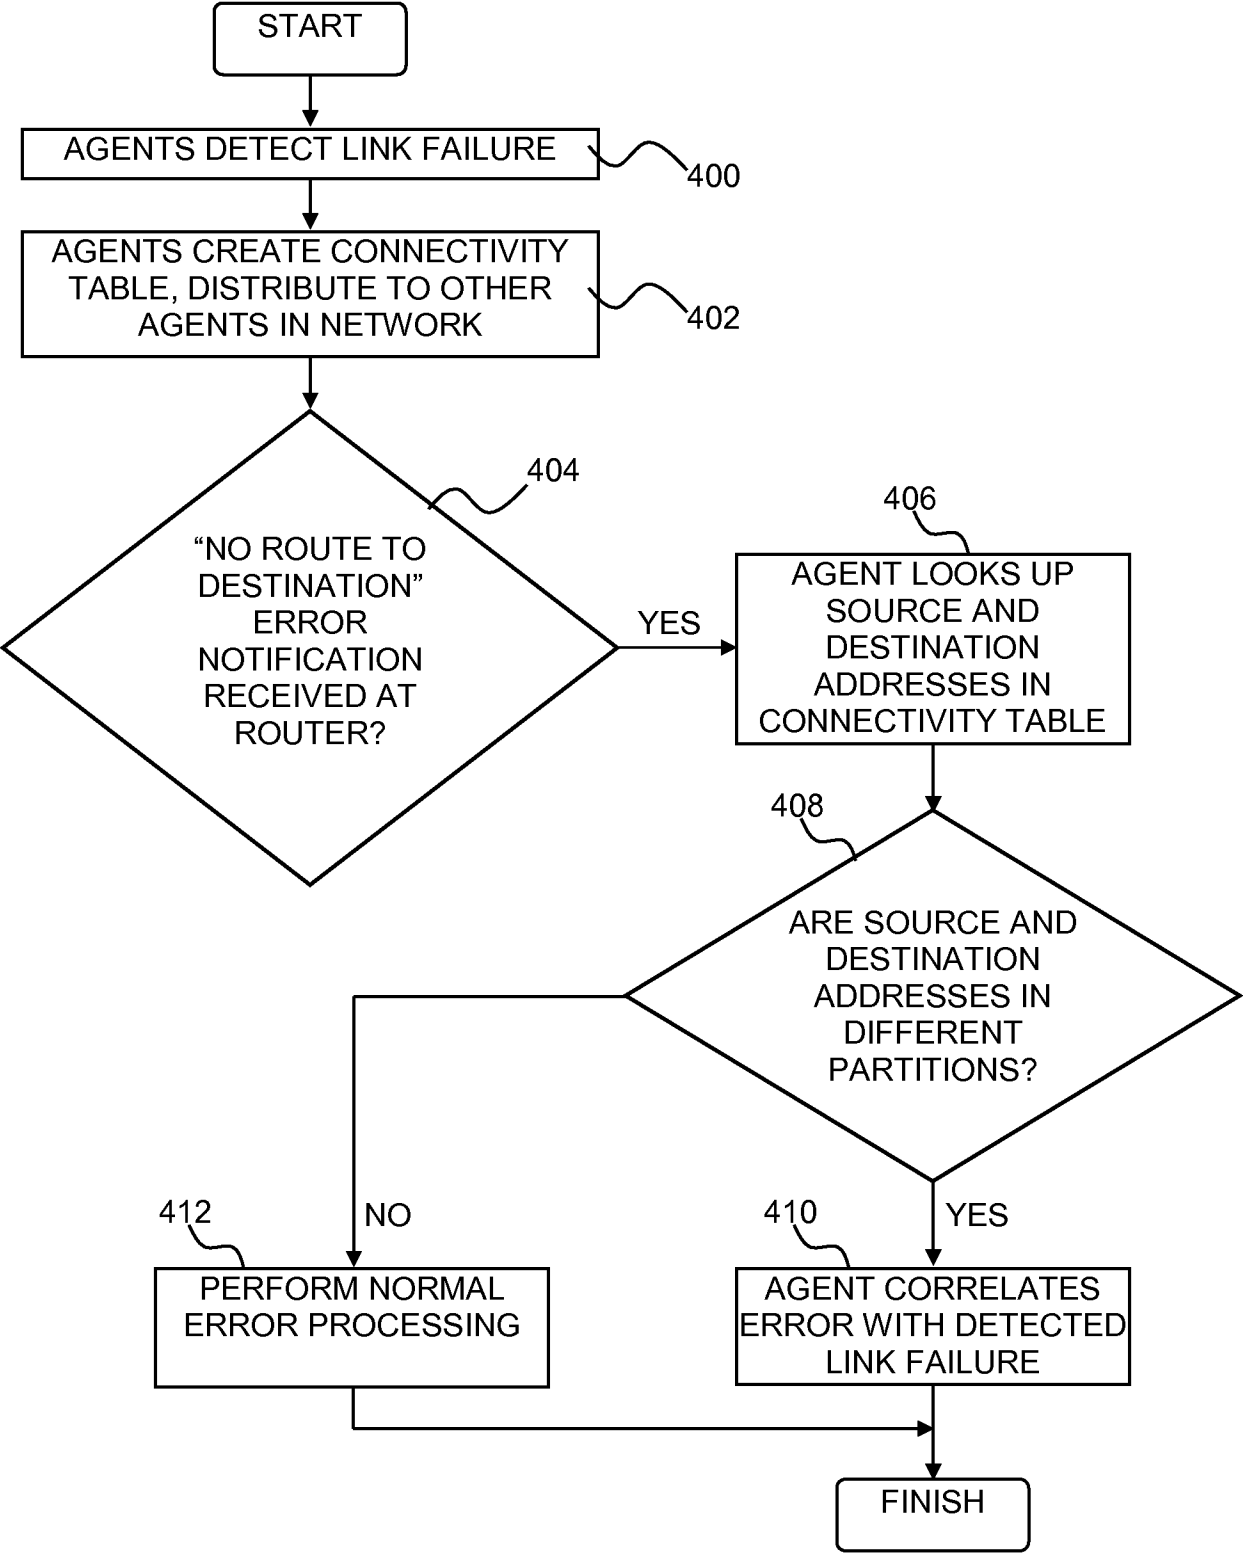 START
AGENTS DETECT LINK FAILURE
400
AGENTS CREATE CONNECTIVITY
TABLE, DISTRIBUTE TO OTHER
AGENTS IN NETWORK
402
404
“NO ROUTE TO
DESTINATION”
ERROR
NOTIFICATION
RECEIVED AT
ROUTER?
YES
406
AGENT LOOKS UP
SOURCE AND
DESTINATION
ADDRESSES IN
CONNECTIVITY TABLE
408
ARE SOURCE AND
DESTINATION
ADDRESSES IN
DIFFERENT
PARTITIONS?
NO
YES
412
PERFORM NORMAL
ERROR PROCESSING
410
AGENT CORRELATES
ERROR WITH DETECTED
LINK FAILURE
FINISH